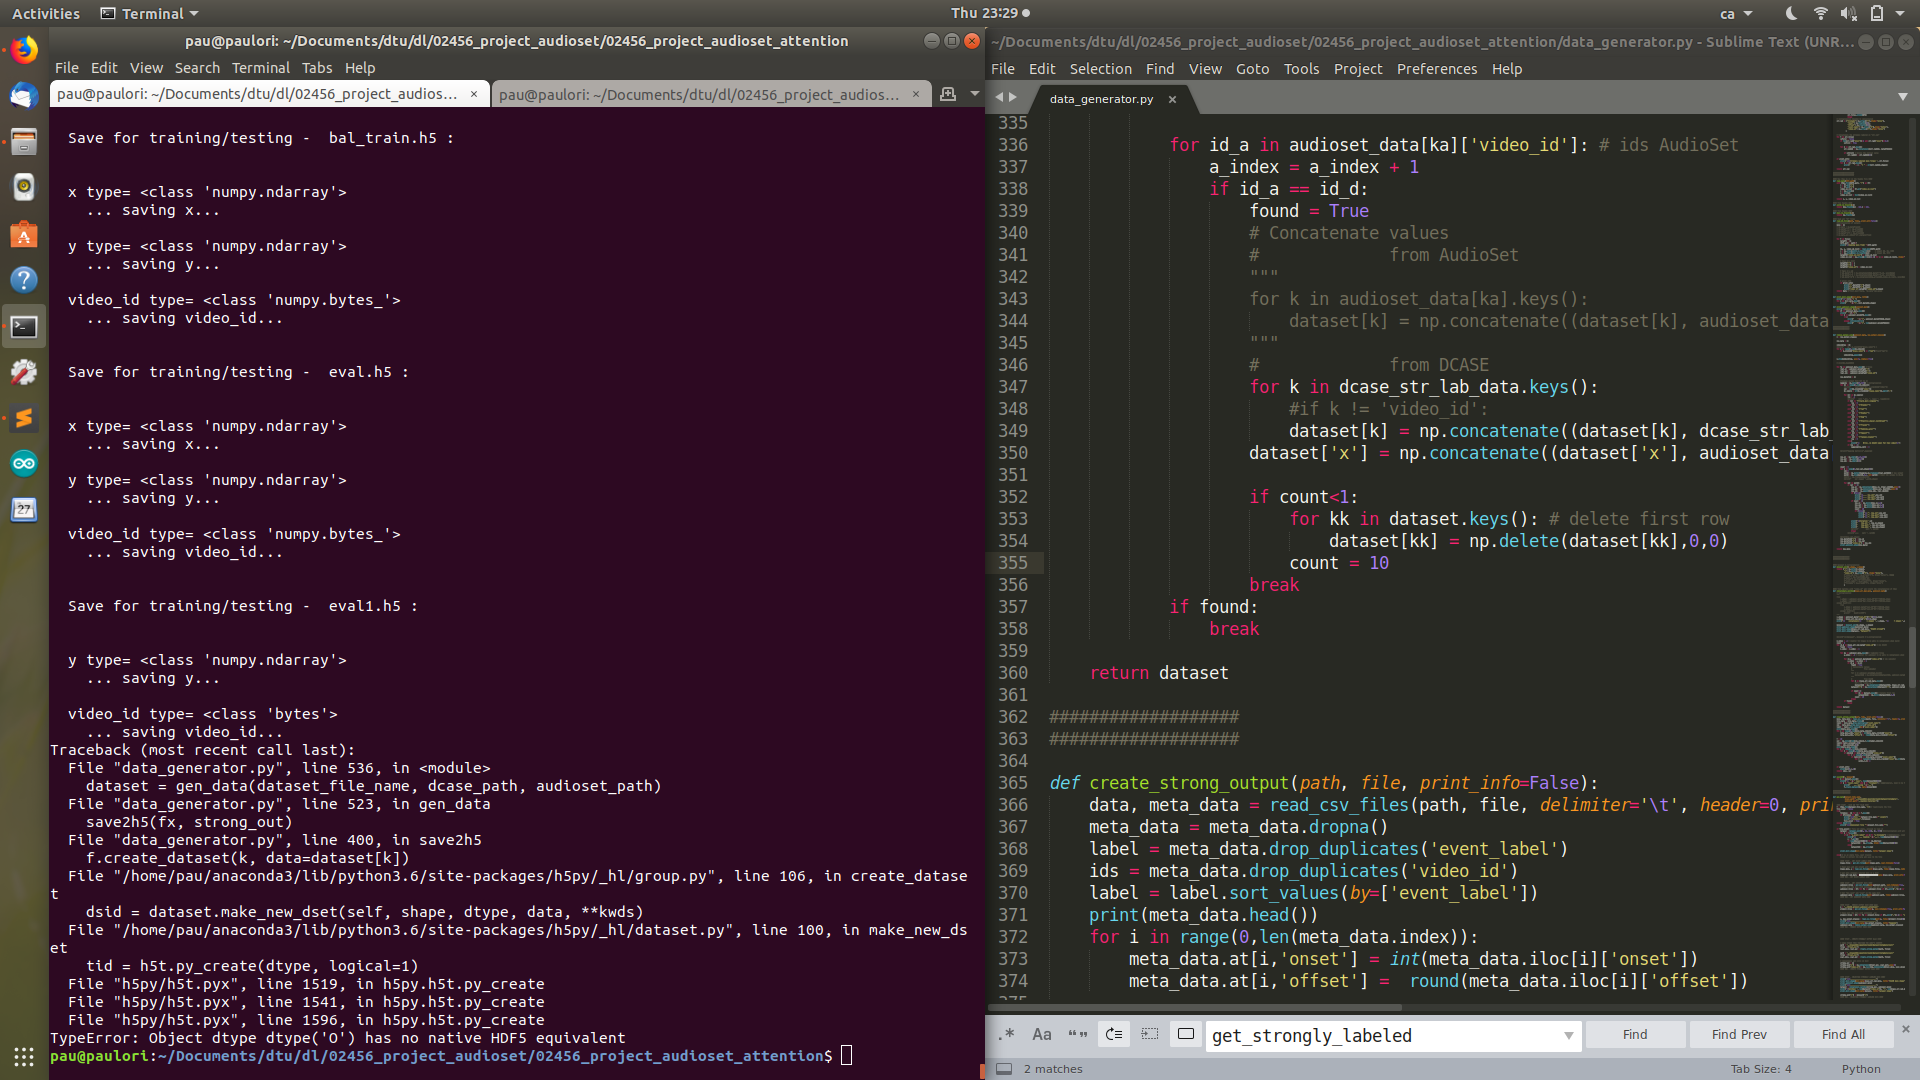 Activities
Terminal
Thu 23:29
ca
pau@paulori: ~/Documents/dtu/dl/02456_project_audioset/02456_project_audioset_attention
File Edit View Search Terminal Tabs Help
pau@paulori: ~/Documents/dtu/dl/02456_project_audios... ×
pau@paulori: ~/Documents/dtu/dl/02456_project_audios... ×
Save for training/testing -  bal_train.h5 :
x type= <class 'numpy.ndarray'>
... saving x...
y type= <class 'numpy.ndarray'>
... saving y...
video_id type= <class 'numpy.bytes_'>
... saving video_id...
Save for training/testing -  eval.h5 :
x type= <class 'numpy.ndarray'>
... saving x...
y type= <class 'numpy.ndarray'>
... saving y...
video_id type= <class 'numpy.bytes_'>
... saving video_id...
Save for training/testing -  eval1.h5 :
y type= <class 'numpy.ndarray'>
... saving y...
video_id type= <class 'bytes'>
... saving video_id...
Traceback (most recent call last):
File "data_generator.py", line 536, in <module>
dataset = gen_data(dataset_file_name, dcase_path, audioset_path)
File "data_generator.py", line 523, in gen_data
save2h5(fx, strong_out)
File "data_generator.py", line 400, in save2h5
f.create_dataset(k, data=dataset[k])
File "/home/pau/anaconda3/lib/python3.6/site-packages/h5py/_hl/group.py", line 106, in create_datase
t
dsid = dataset.make_new_dset(self, shape, dtype, data, **kwds)
File "/home/pau/anaconda3/lib/python3.6/site-packages/h5py/_hl/dataset.py", line 100, in make_new_ds
et
tid = h5t.py_create(dtype, logical=1)
File "h5py/h5t.pyx", line 1519, in h5py.h5t.py_create
File "h5py/h5t.pyx", line 1541, in h5py.h5t.py_create
File "h5py/h5t.pyx", line 1596, in h5py.h5t.py_create
TypeError: Object dtype dtype('O') has no native HDF5 equivalent
pau@paulori:~/Documents/dtu/dl/02456_project_audioset/02456_project_audioset_attention$
27
~/Documents/dtu/dl/02456_project_audioset/02456_project_audioset_attention/data_generator.py - Sublime Text (UNR...
File Edit Selection Find View Goto Tools Project Preferences Help
data_generator.py ×
335
336 for id_a in audioset_data[ka]['video_id']: # ids AudioSet
337 a_index = a_index + 1
338 if id_a == id_d:
339 found = True
340 # Concatenate values
341 #             from AudioSet
342 """
343 for k in audioset_data[ka].keys():
344 dataset[k] = np.concatenate((dataset[k], audioset_data
345 """
346 #             from DCASE
347 for k in dcase_str_lab_data.keys():
348 #if k != 'video_id':
349 dataset[k] = np.concatenate((dataset[k], dcase_str_lab_
350 dataset['x'] = np.concatenate((dataset['x'], audioset_data
351
352 if count<1:
353 for kk in dataset.keys(): # delete first row
354 dataset[kk] = np.delete(dataset[kk],0,0)
355 count = 10
356 break
357 if found:
358 break
359
360 return dataset
361
362 ###################
363 ###################
364
365 def create_strong_output(path, file, print_info=False):
366 data, meta_data = read_csv_files(path, file, delimiter='\t', header=0, pri
367 meta_data = meta_data.dropna()
368 label = meta_data.drop_duplicates('event_label')
369 ids = meta_data.drop_duplicates('video_id')
370 label = label.sort_values(by=['event_label'])
371 print(meta_data.head())
372 for i in range(0,len(meta_data.index)):
373 meta_data.at[i,'onset'] = int(meta_data.iloc[i]['onset'])
374 meta_data.at[i,'offset'] =  round(meta_data.iloc[i]['offset'])
.* Aa “” get_strongly_labeled Find Find Prev Find All ×
2 matches
Tab Size: 4
Python